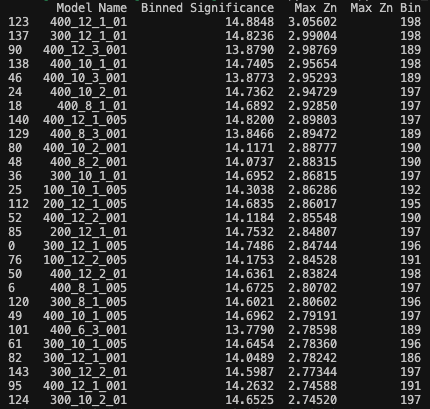 Model Name Binned Significance Max Zn Max Zn Bin
123 400_12_1_01 14.8848 3.05602 198
137 300_12_1_01 14.8236 2.99004 198
90 400_12_3_001 13.8790 2.98769 189
138 400_10_1_01 14.7405 2.95654 198
46 400_10_3_001 13.8773 2.95293 189
24 400_10_2_01 14.7362 2.94729 197
18 400_8_1_01 14.6892 2.92850 197
140 400_12_1_005 14.8200 2.89803 197
129 400_8_3_001 13.8466 2.89472 189
80 400_10_2_001 14.1171 2.88777 190
48 400_8_2_001 14.0737 2.88315 190
36 300_10_1_01 14.6952 2.86815 197
25 100_10_1_005 14.3038 2.86286 192
112 200_12_1_005 14.6835 2.86017 195
52 400_12_2_001 14.1184 2.85548 190
85 200_12_1_01 14.7532 2.84807 197
0 300_12_1_005 14.7486 2.84744 196
76 100_12_2_005 14.1753 2.84528 191
50 400_12_2_01 14.6361 2.83824 198
6 400_8_1_005 14.6725 2.80702 197
120 300_8_1_005 14.6021 2.80602 196
49 400_10_1_005 14.6962 2.79191 197
101 400_6_3_001 13.7790 2.78598 189
61 300_10_1_005 14.6454 2.78360 196
82 300_12_1_001 14.0489 2.78242 186
143 300_12_2_01 14.5987 2.77344 197
95 400_12_1_001 14.2632 2.74588 191
124 300_10_2_01 14.6525 2.74520 197